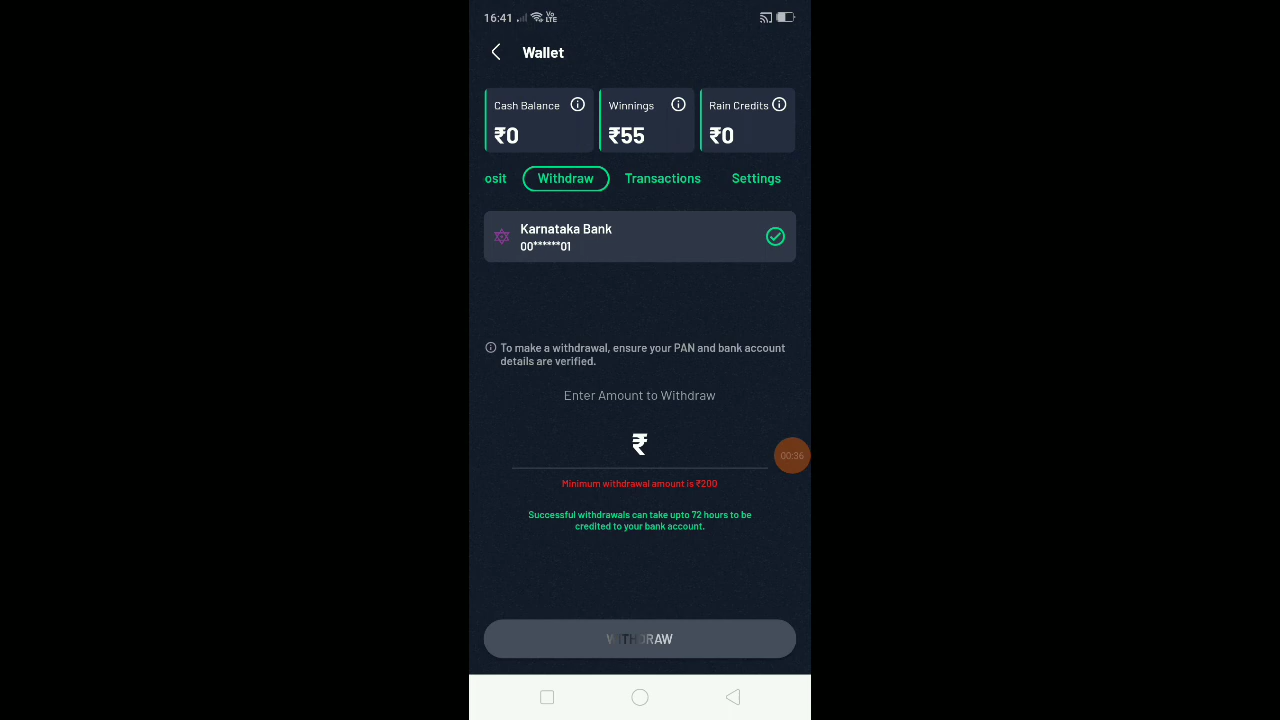 16:41 Vo LTE
Wallet
Cash Balance Winnings Rain Credits
₹0 ₹55 ₹0
osit Withdraw Transactions Settings
Karnataka Bank
00******01
To make a withdrawal, ensure your PAN and bank account
details are verified.
Enter Amount to Withdraw
₹
00:36
Minimum withdrawal amount is ₹200
Successful withdrawals can take upto 72 hours to be
credited to your bank account.
WITHDRAW